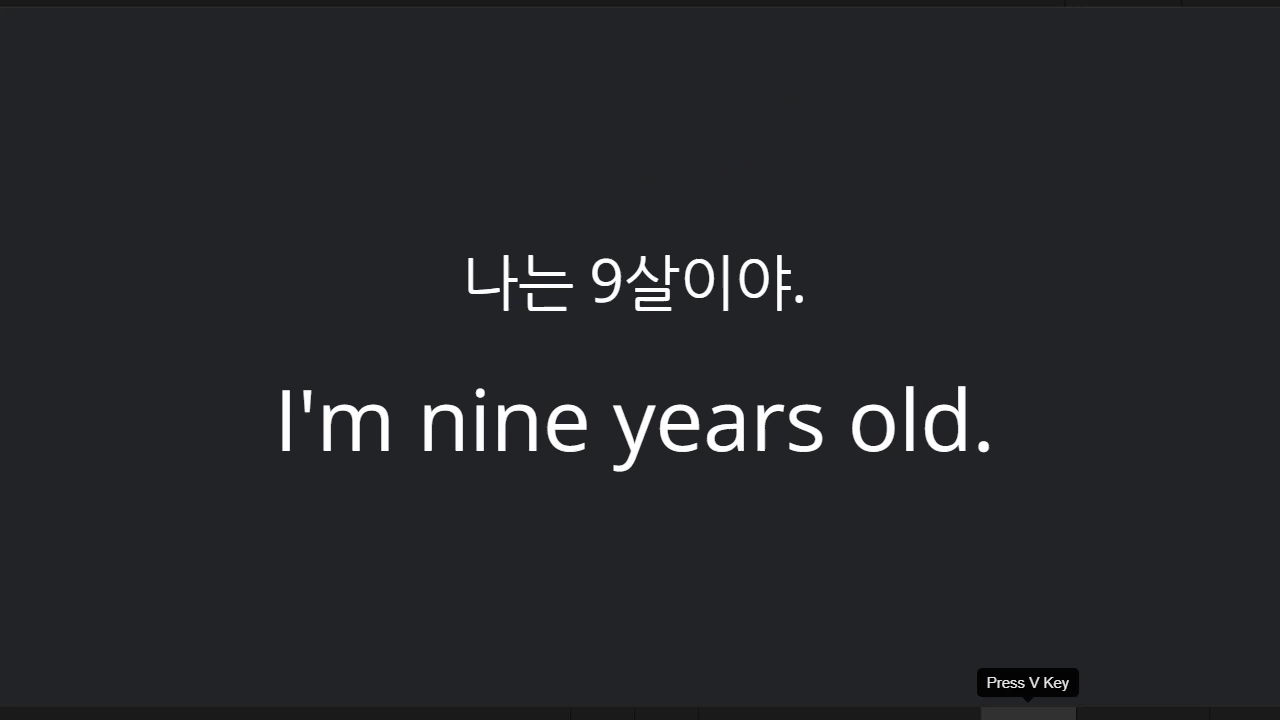 나는 9살이야.
I'm nine years old.
Press V Key